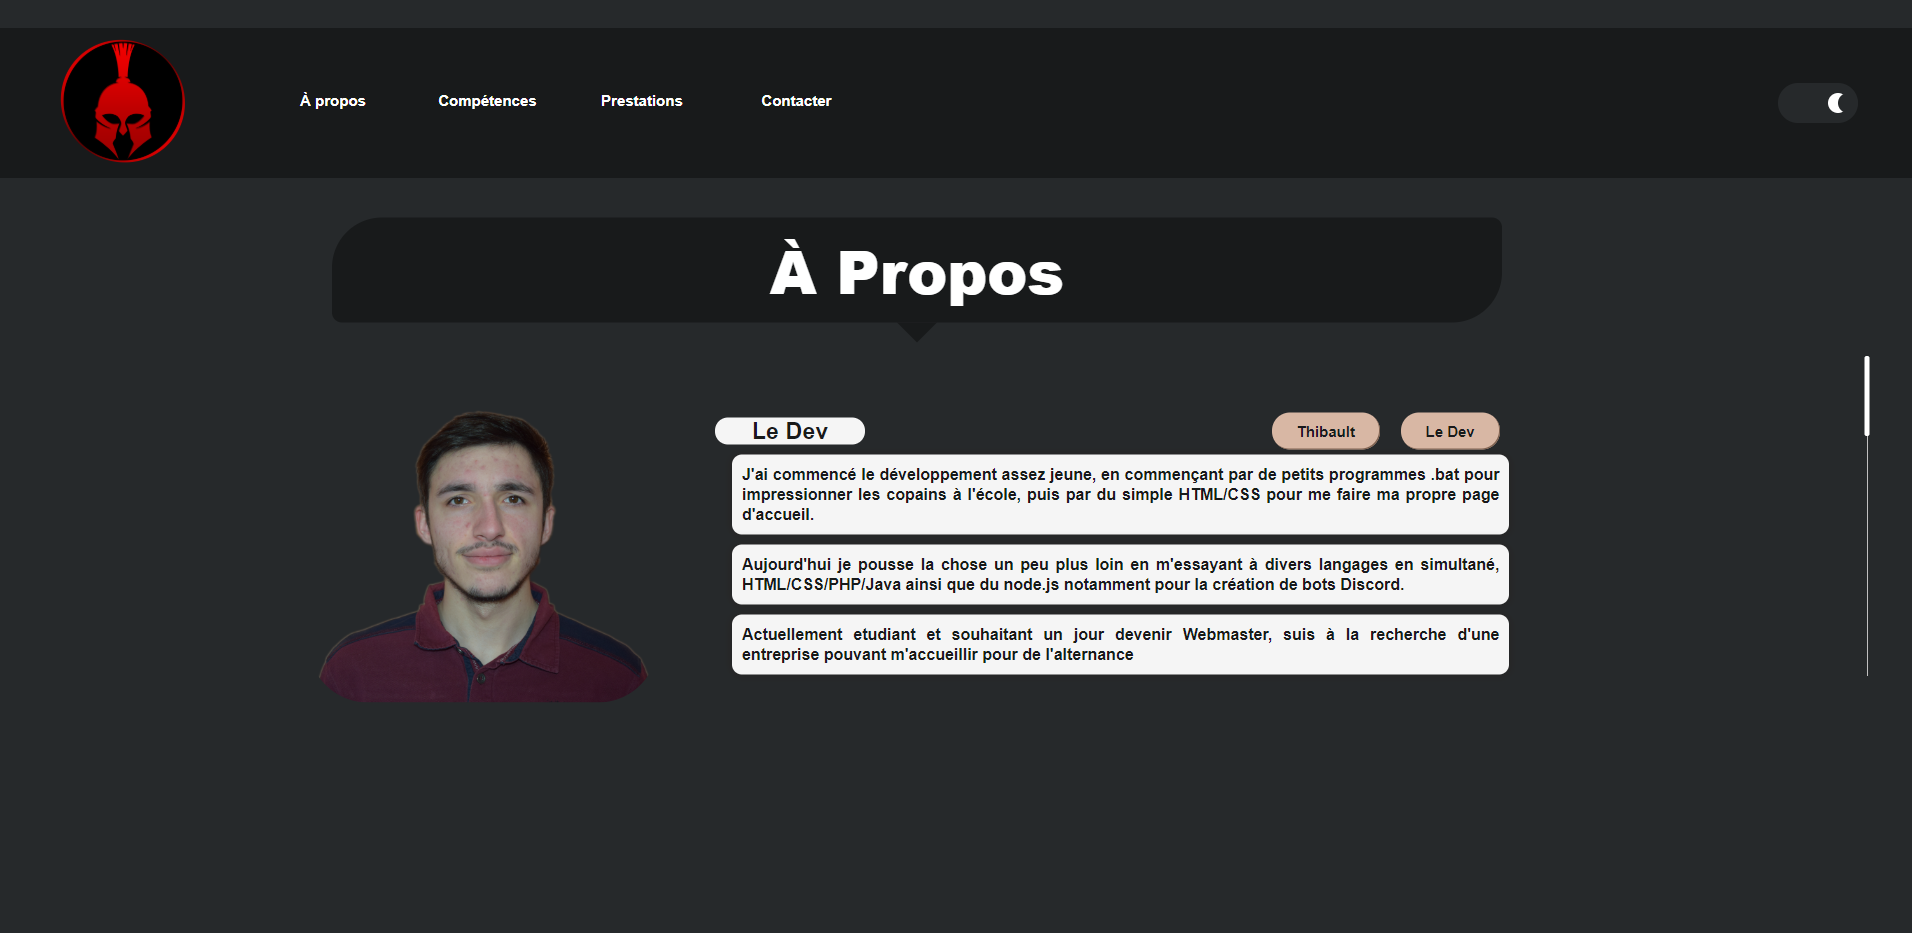 À propos
Compétences
Prestations
Contacter
À Propos
Le Dev
Thibault
Le Dev
J'ai commencé le développement assez jeune, en commençant par de petits programmes .bat pour
impressionner les copains à l'école, puis par du simple HTML/CSS pour me faire ma propre page
d'accueil.
Aujourd'hui je pousse la chose un peu plus loin en m'essayant à divers langages en simultané,
HTML/CSS/PHP/Java ainsi que du node.js notamment pour la création de bots Discord.
Actuellement etudiant et souhaitant un jour devenir Webmaster, suis à la recherche d'une
entreprise pouvant m'accueillir pour de l'alternance